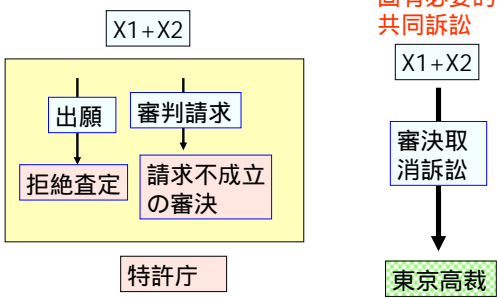 X1+X2
出願
審判請求
拒絶査定
請求不成立
の審決
特許庁
固有必要的
共同訴訟
X1+X2
審決取
消訴訟
東京高裁